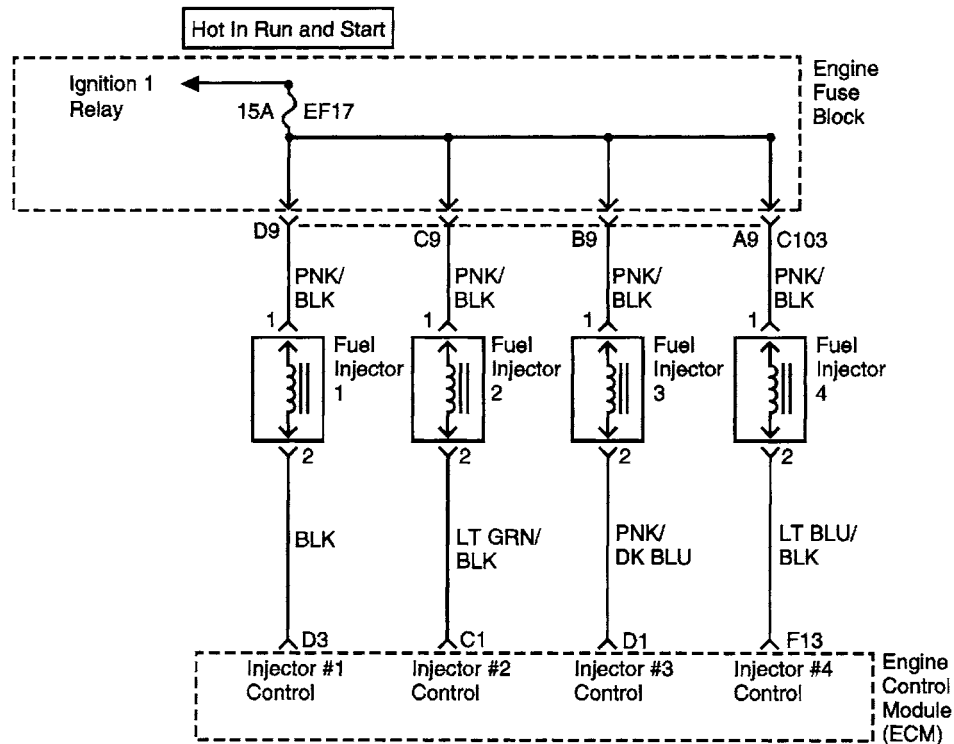 Hot In Run and Start
Ignition 1
Relay
15A EF17
Engine
Fuse
Block
D9 C9 B9 A9 C103
PNK/
BLK
PNK/
BLK
PNK/
BLK
PNK/
BLK
1 1 1 1
Fuel
Injector
1
Fuel
Injector
2
Fuel
Injector
3
Fuel
Injector
4
2 2 2 2
BLK
LT GRN/
BLK
PNK/
DK BLU
LT BLU/
BLK
D3 C1 D1 F13
Injector #1
Control
Injector #2
Control
Injector #3
Control
Injector #4
Control
Engine
Control
Module
(ECM)